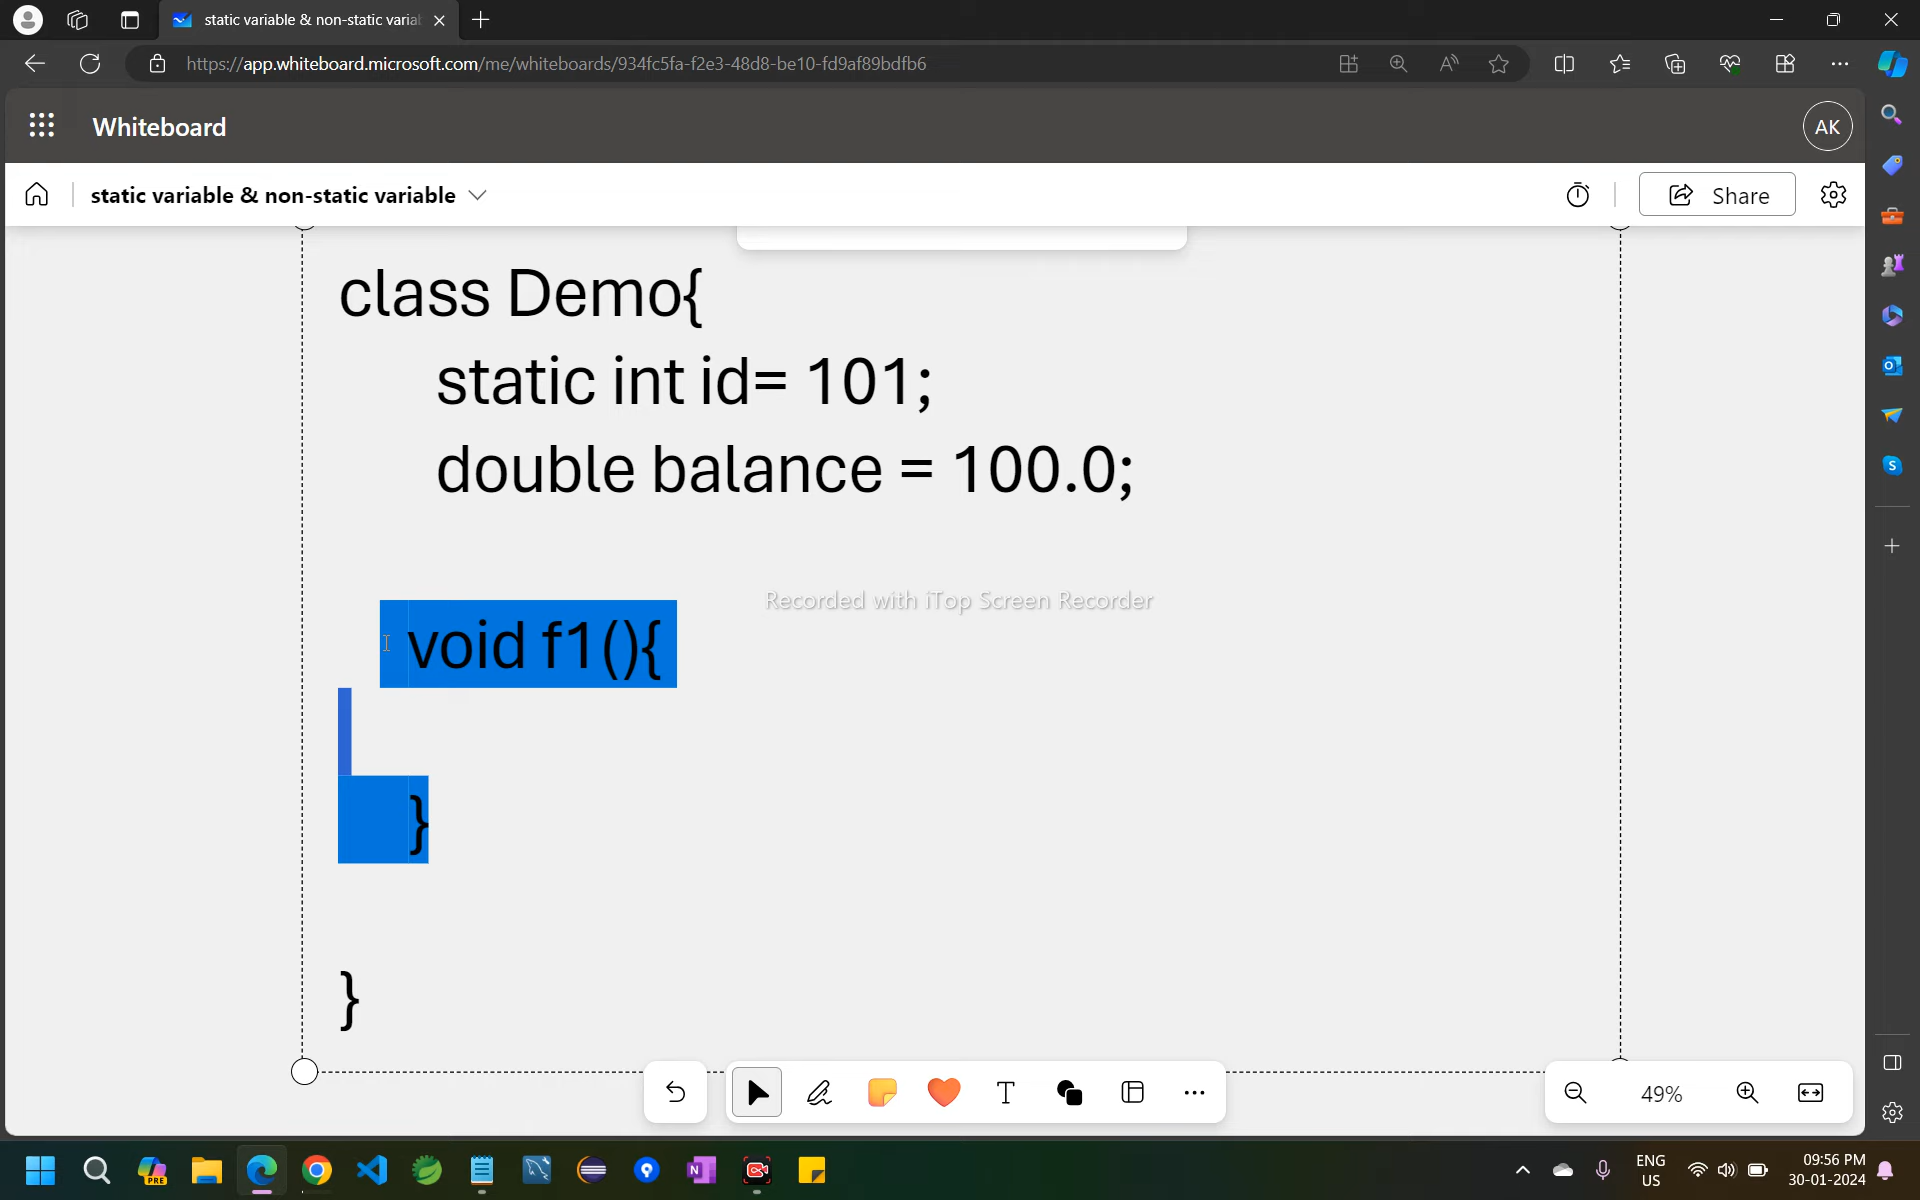 static variable & non-static varia
https://app.whiteboard.microsoft.com/me/whiteboards/934fc5fa-f2e3-48d8-be10-fd9af89bdfb6
Whiteboard
AK
static variable & non-static variable
Share
class Demo{
static int id= 101;
double balance = 100.0;
Recorded with iTop Screen Recorder
void f1(){
}
}
49%
PRE
N
ENG
US
09:56 PM
30-01-2024